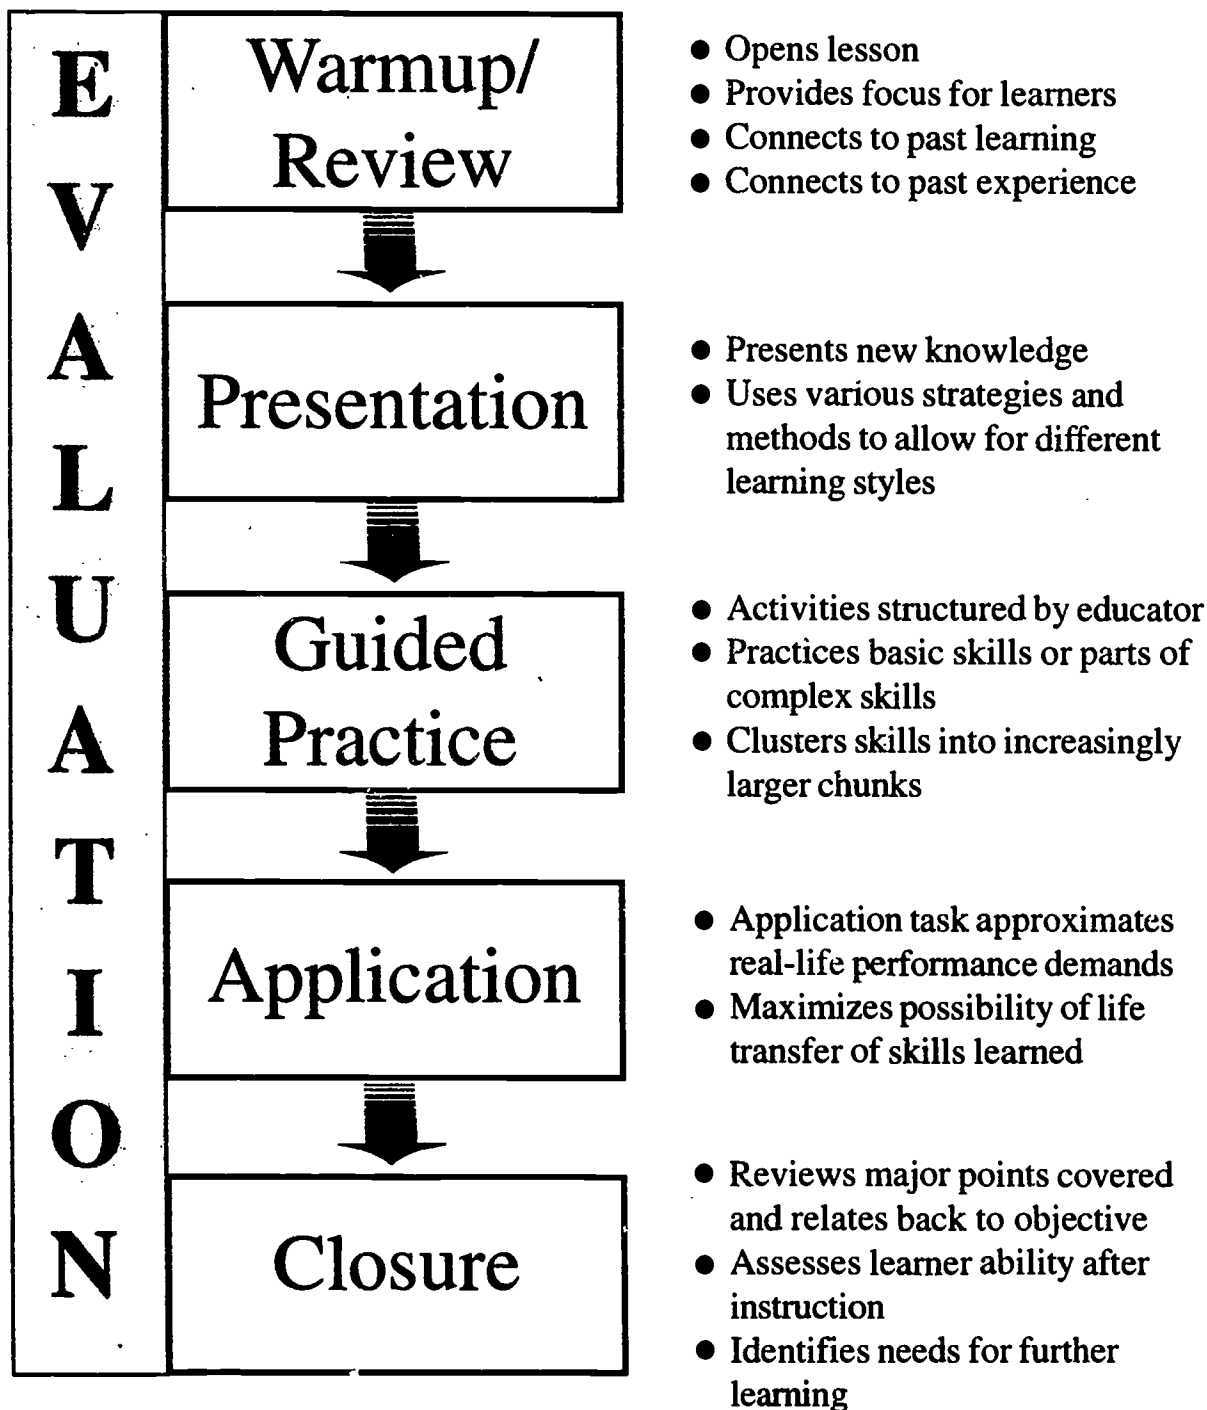 EVALUATION
Warmup/
Review
● Opens lesson
● Provides focus for learners
● Connects to past learning
● Connects to past experience
Presentation
● Presents new knowledge
● Uses various strategies and
methods to allow for different
learning styles
Guided
Practice
● Activities structured by educator
● Practices basic skills or parts of
complex skills
● Clusters skills into increasingly
larger chunks
Application
● Application task approximates
real-life performance demands
● Maximizes possibility of life
transfer of skills learned
Closure
● Reviews major points covered
and relates back to objective
● Assesses learner ability after
instruction
● Identifies needs for further
learning